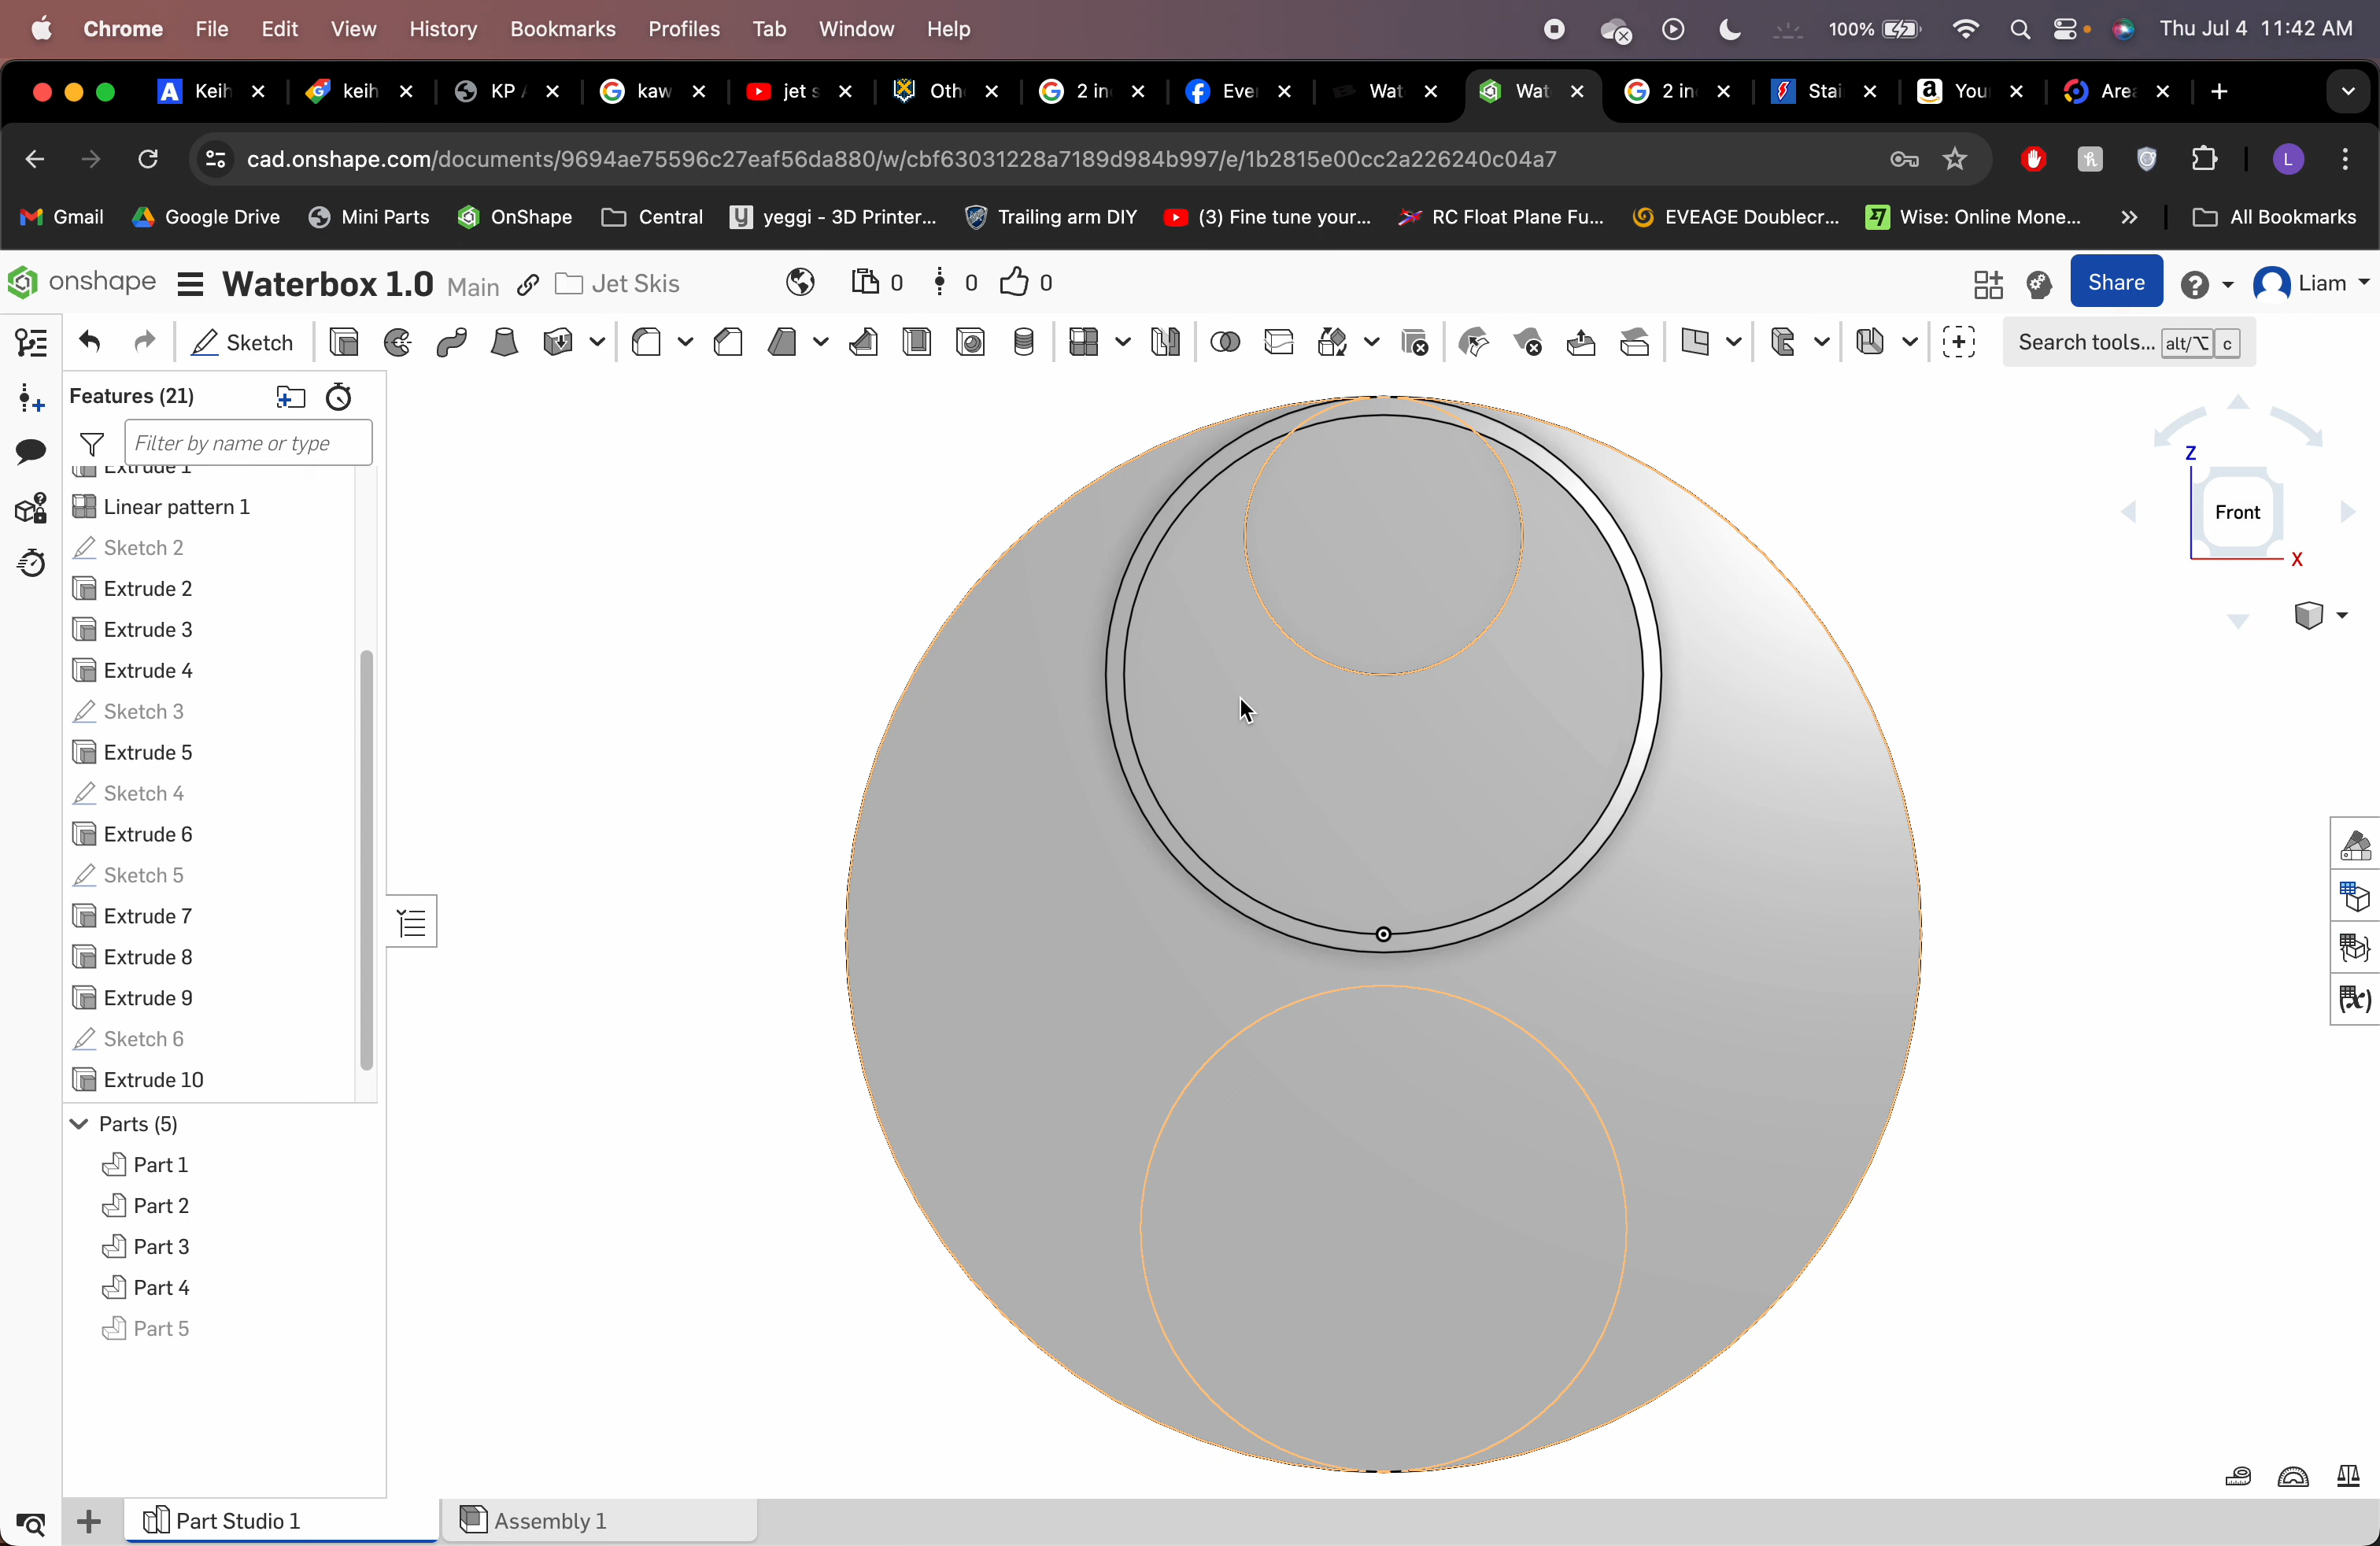 Chrome File Edit View History Bookmarks Profiles Tab Window Help 100% Thu Jul 4 11:42 AM
Keih keih KP A kaw jet s Oth 2 in Eve Wat Wat 2 in Stai You Area
cad.onshape.com/documents/9694ae75596c27eaf56da880/w/cbf63031228a7189d984b997/e/1b2815e00cc2a226240c04a7 L
Gmail Google Drive Mini Parts OnShape Central yeggi - 3D Printer... Trailing arm DIY (3) Fine tune your... RC Float Plane Fu... EVEAGE Doublecr... Wise: Online Mone... » All Bookmarks
onshape Waterbox 1.0 Main Jet Skis 0 0 0 Share Liam
Sketch Search tools... alt/⌥ c
Features (21)
Filter by name or type
Extrude 1
Linear pattern 1
Sketch 2
Extrude 2
Extrude 3
Extrude 4
Sketch 3
Extrude 5
Sketch 4
Extrude 6
Sketch 5
Extrude 7
Extrude 8
Extrude 9
Sketch 6
Extrude 10
Parts (5)
Part 1
Part 2
Part 3
Part 4
Part 5
Z
Front
X
Part Studio 1 Assembly 1